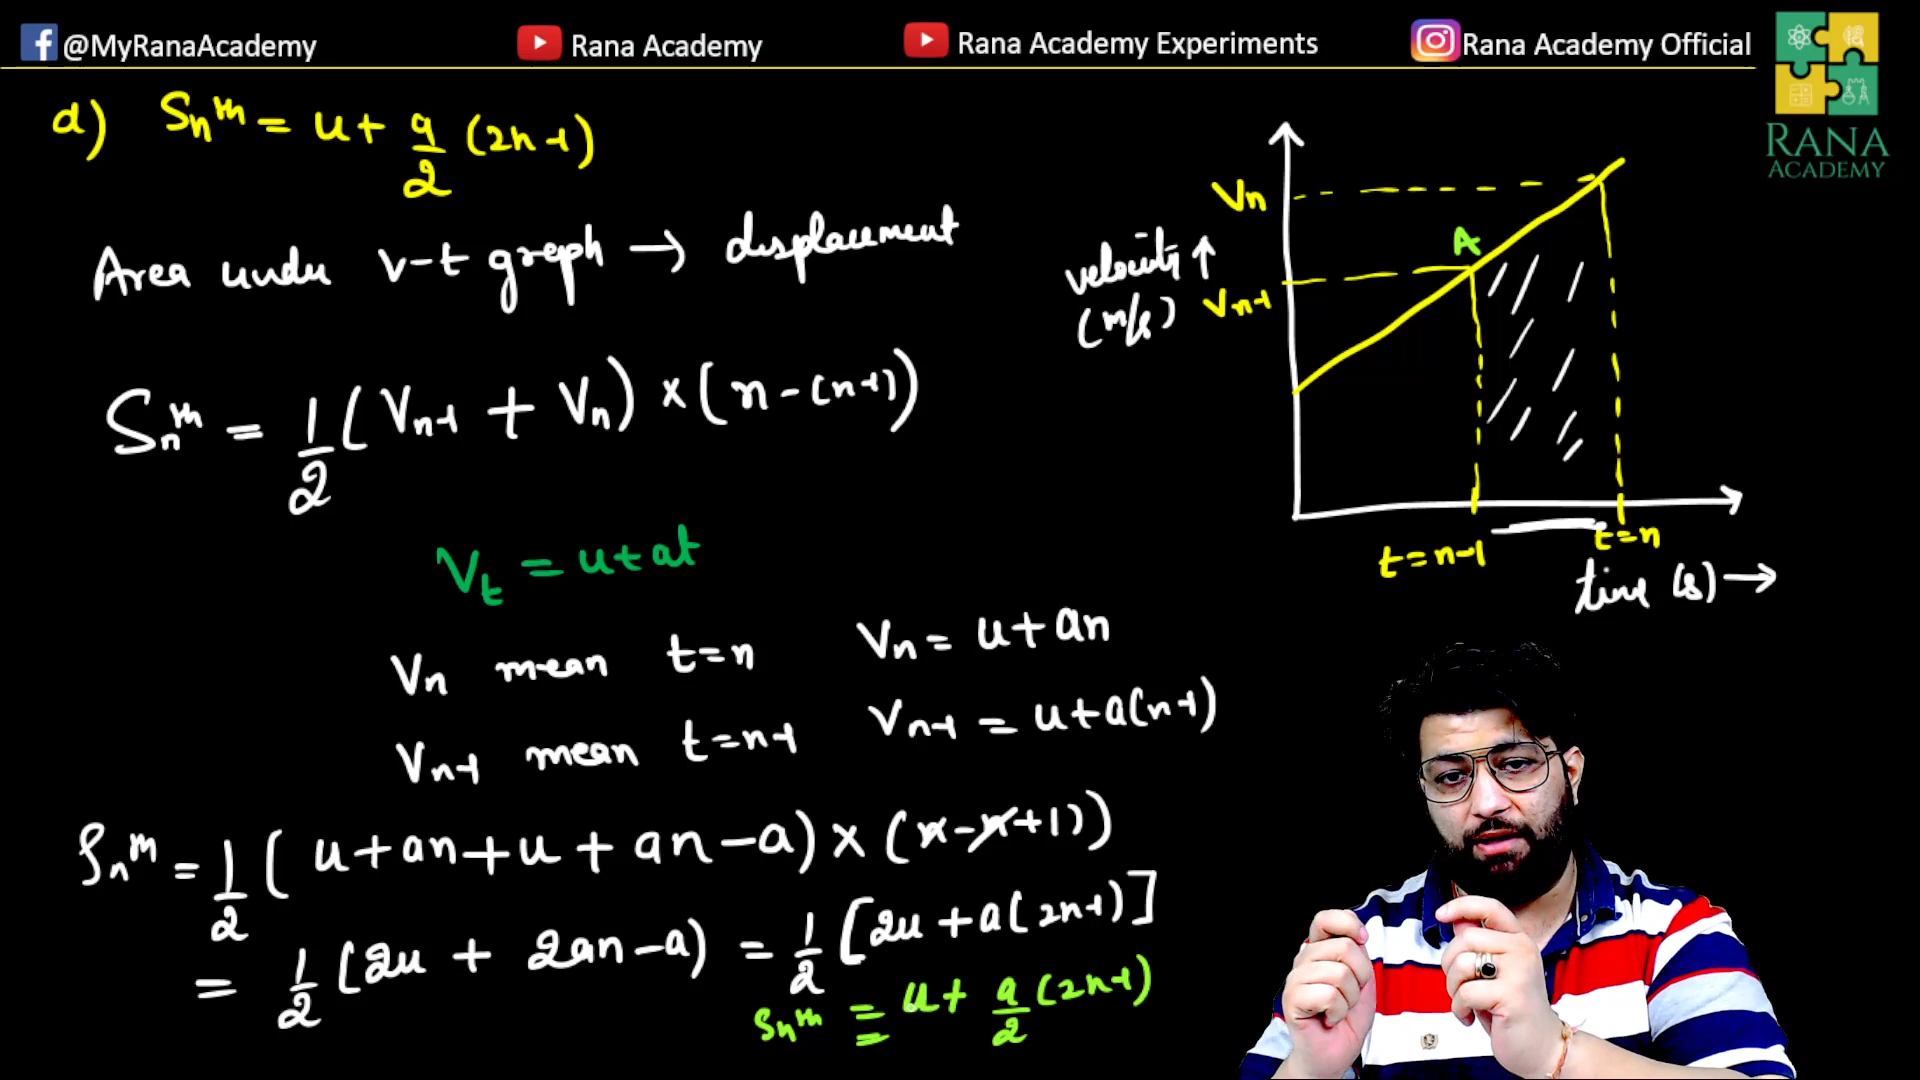 @MyRanaAcademy
Rana Academy
Rana Academy Experiments
Rana Academy Official
RANA
ACADEMY
d) Sₙᵗʰ = u + a/2 (2n-1)
Area under v-t graph → displacement
Sₙᵗʰ = 1/2 (Vn-1 + Vn) × (n - (n-1))
Vt = u + at
Vn mean t=n Vn = u + an
Vn-1 mean t=n-1 Vn-1 = u + a(n-1)
Sₙᵗʰ = 1/2 ( u + an + u + an - a) × (n - n + 1))
= 1/2 (2u + 2an - a) = 1/2 [2u + a(2n-1)]
Sₙᵗʰ = u + a/2 (2n-1)
Vn
A
velocity ↑
(m/s)
Vn-1
t=n-1
t=n
time (s) →